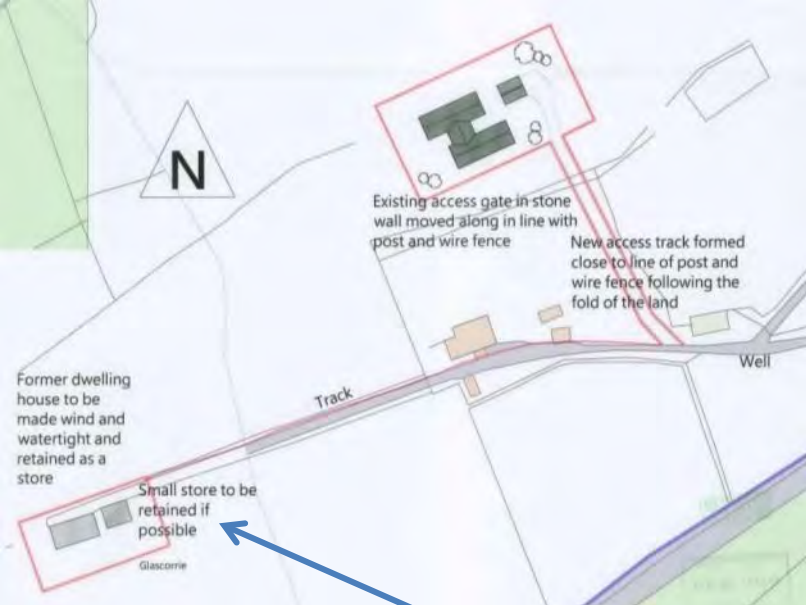 N
Existing access gate in stone
wall moved along in line with
post and wire fence
New access track formed
close to line of post and
wire fence following the
fold of the land
Well
Track
Former dwelling
house to be
made wind and
watertight and
retained as a
store
Small store to be
retained if
possible
Glascorrie